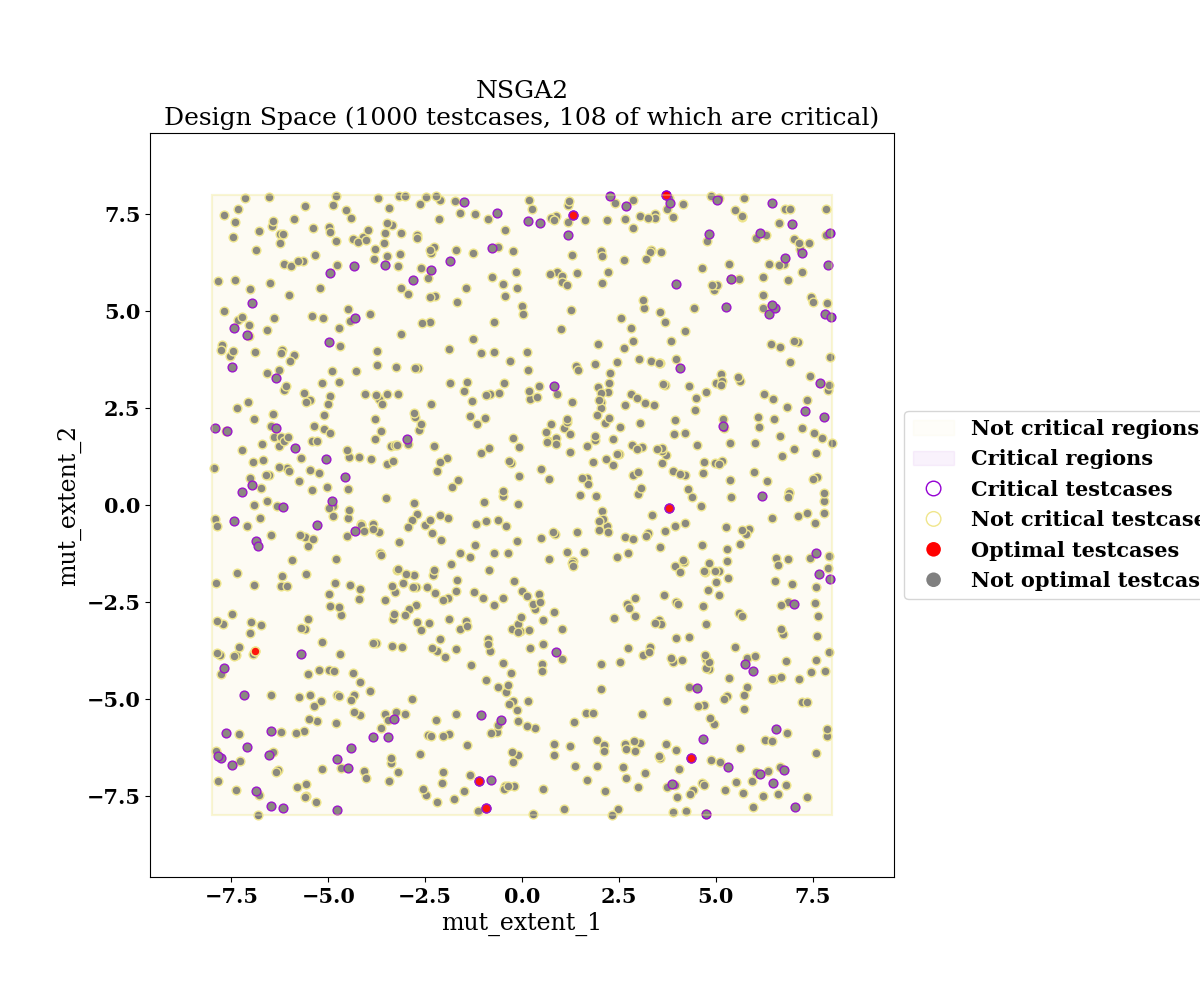 NSGA2
Design Space (1000 testcases, 108 of which are critical)
7.5
5.0
2.5
0.0
−2.5
−5.0
−7.5
mut_extent_2
−7.5 −5.0 −2.5 0.0 2.5 5.0 7.5
mut_extent_1
Not critical regions
Critical regions
Critical testcases
Not critical testcase
Optimal testcases
Not optimal testcas